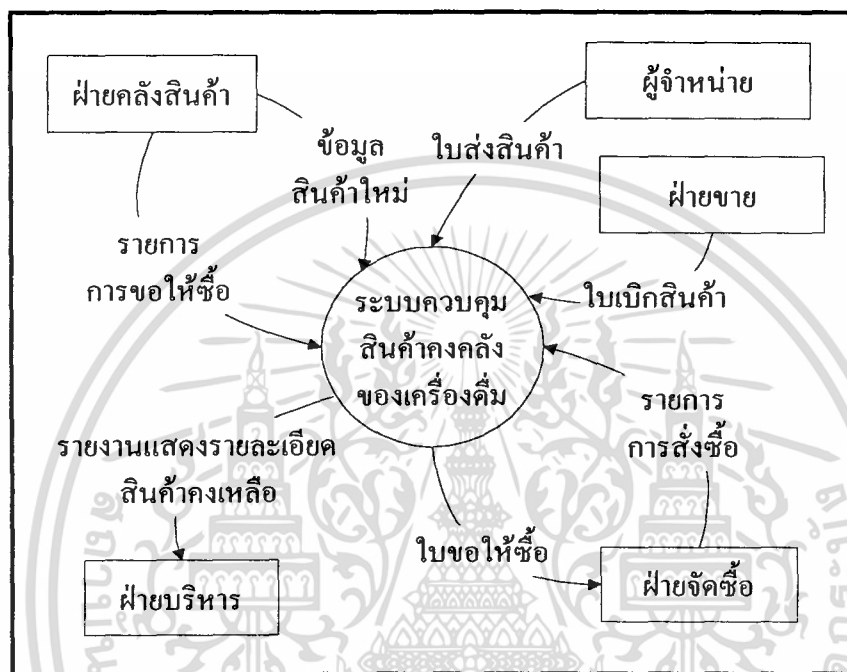 ฝ่ายคลังสินค้า
ผู้จำหน่าย
ข้อมูล
สินค้าใหม่
ใบส่งสินค้า
ฝ่ายขาย
รายการ
การขอให้ซื้อ
ใบเบิกสินค้า
ระบบควบคุม
สินค้าคงคลัง
ของเครื่องดื่ม
รายการ
การสั่งซื้อ
รายงานแสดงรายละเอียด
สินค้าคงเหลือ
ใบขอให้ซื้อ
ฝ่ายบริหาร
ฝ่ายจัดซื้อ